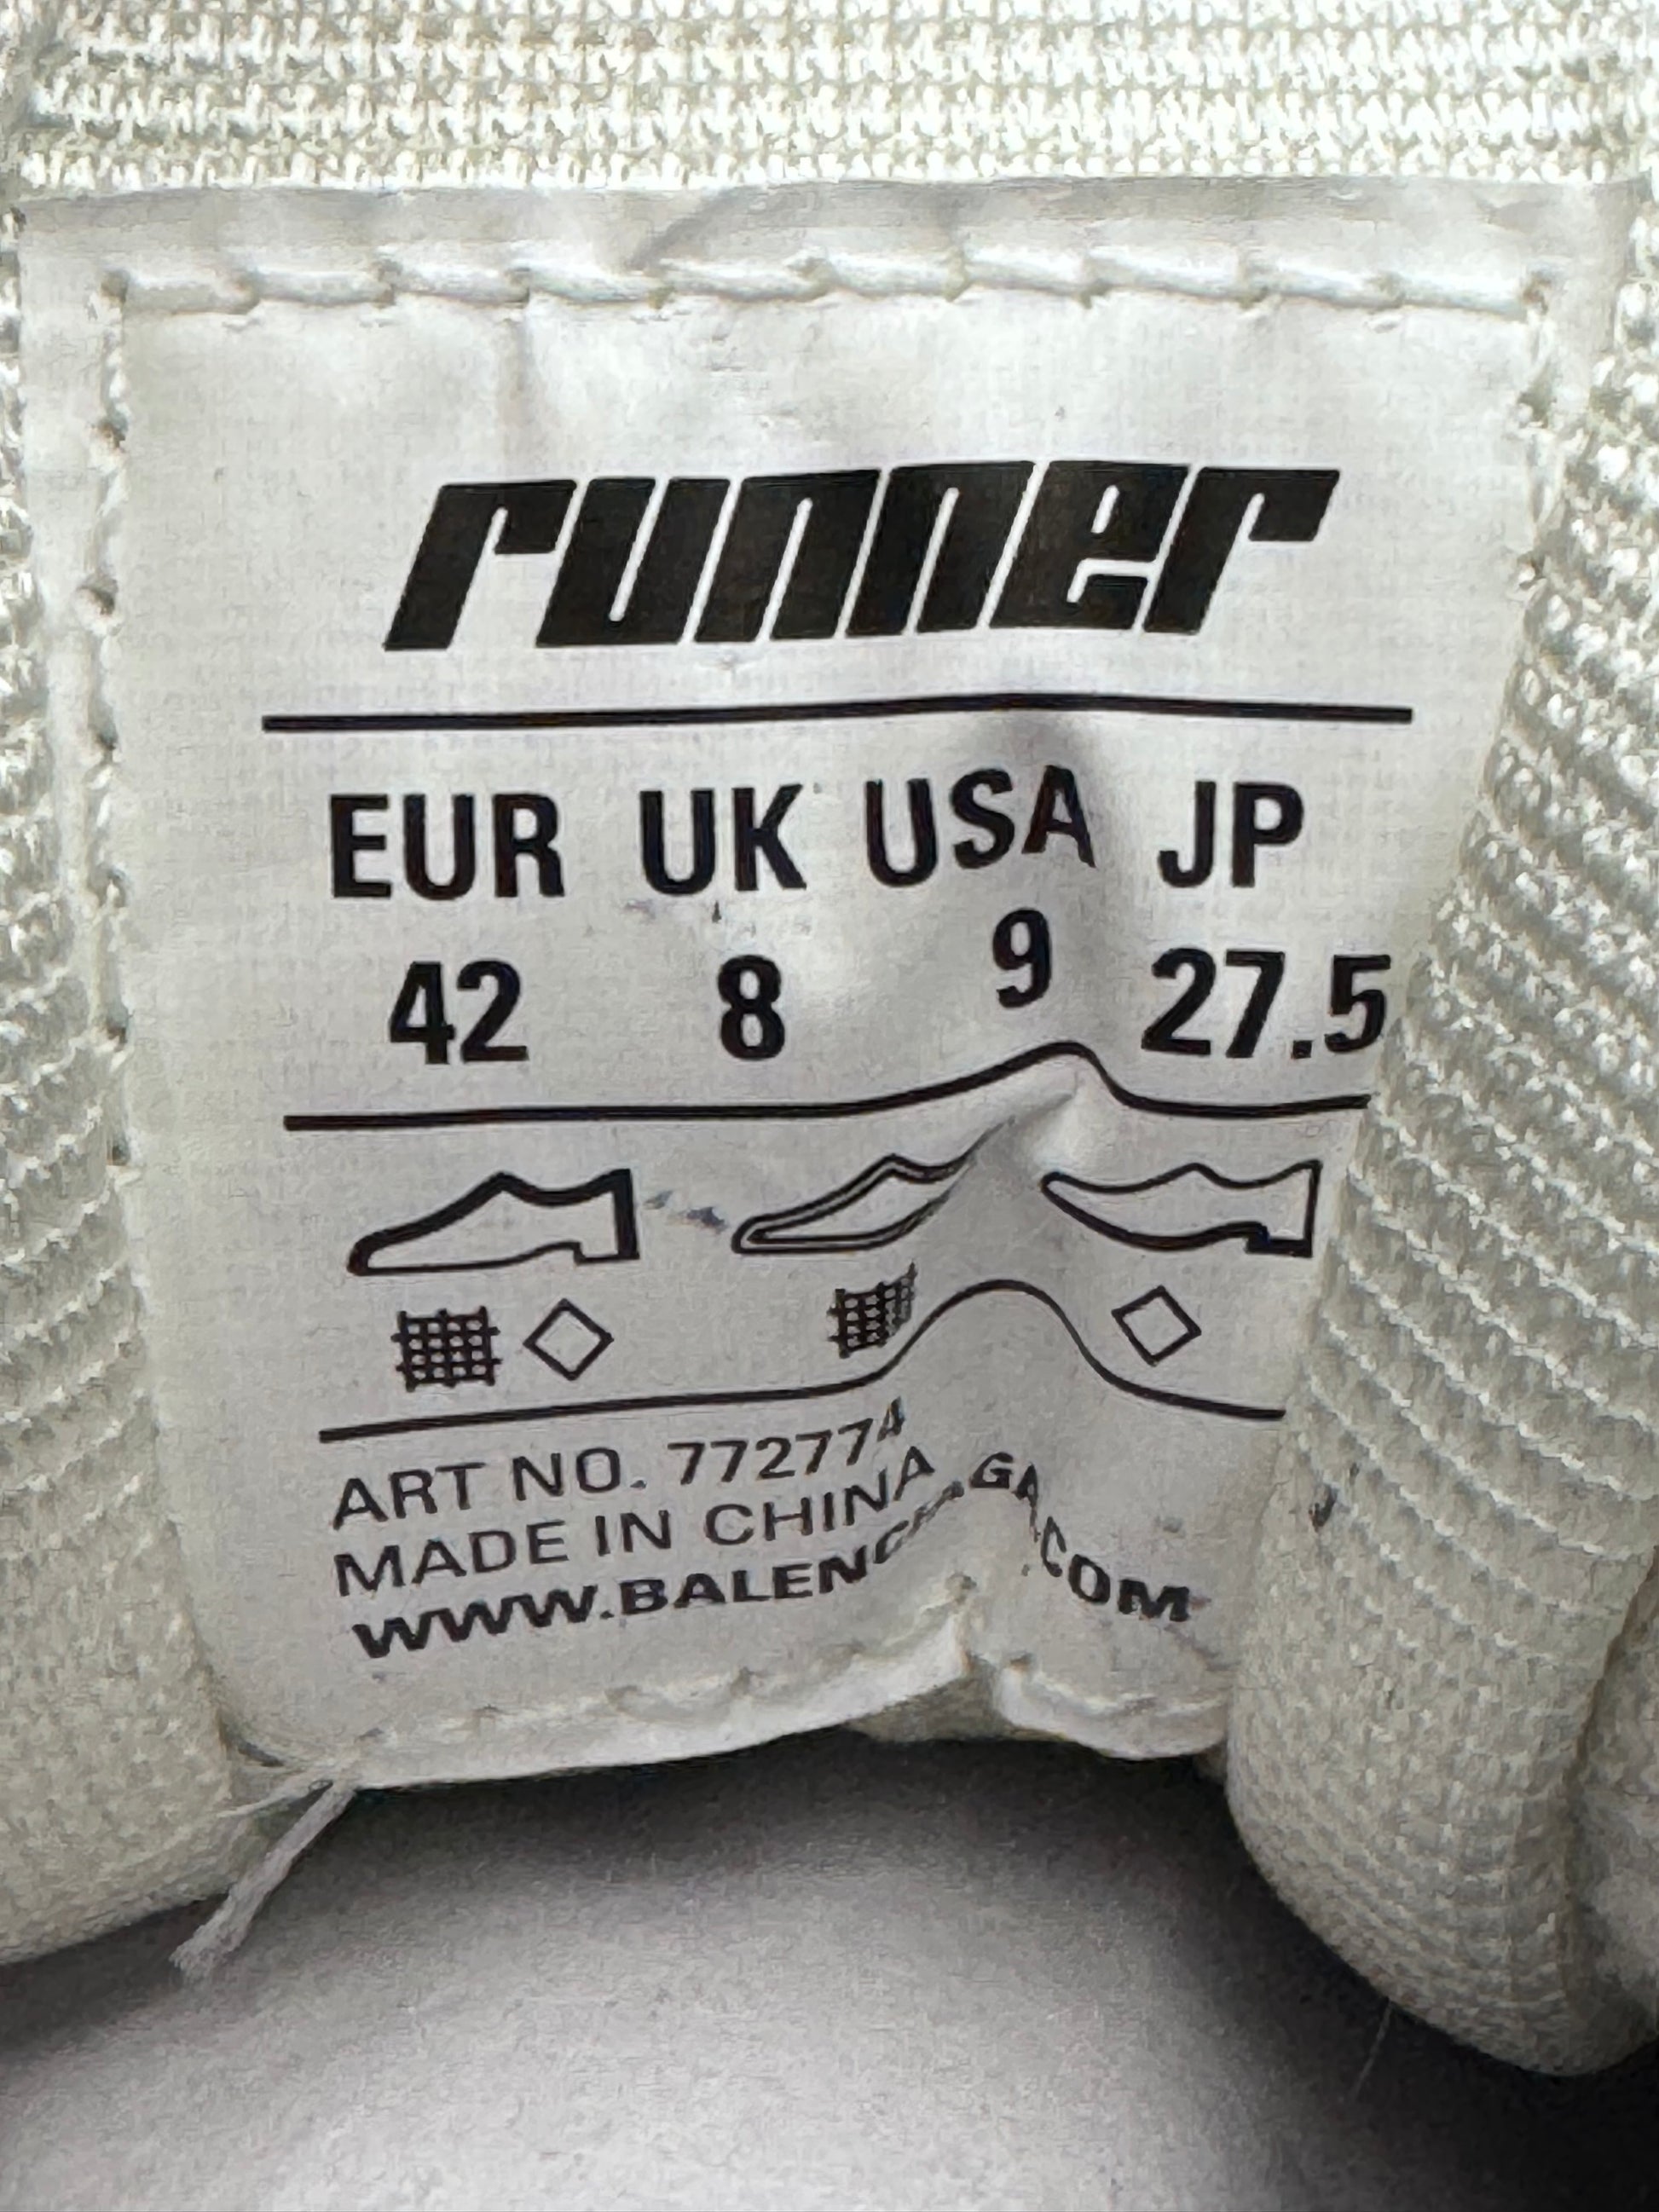 runner
EUR UK USA JP
42 8 9 27.5
ART NO. 772774
MADE IN CHINA
WWW.BALENCIAGA.COM